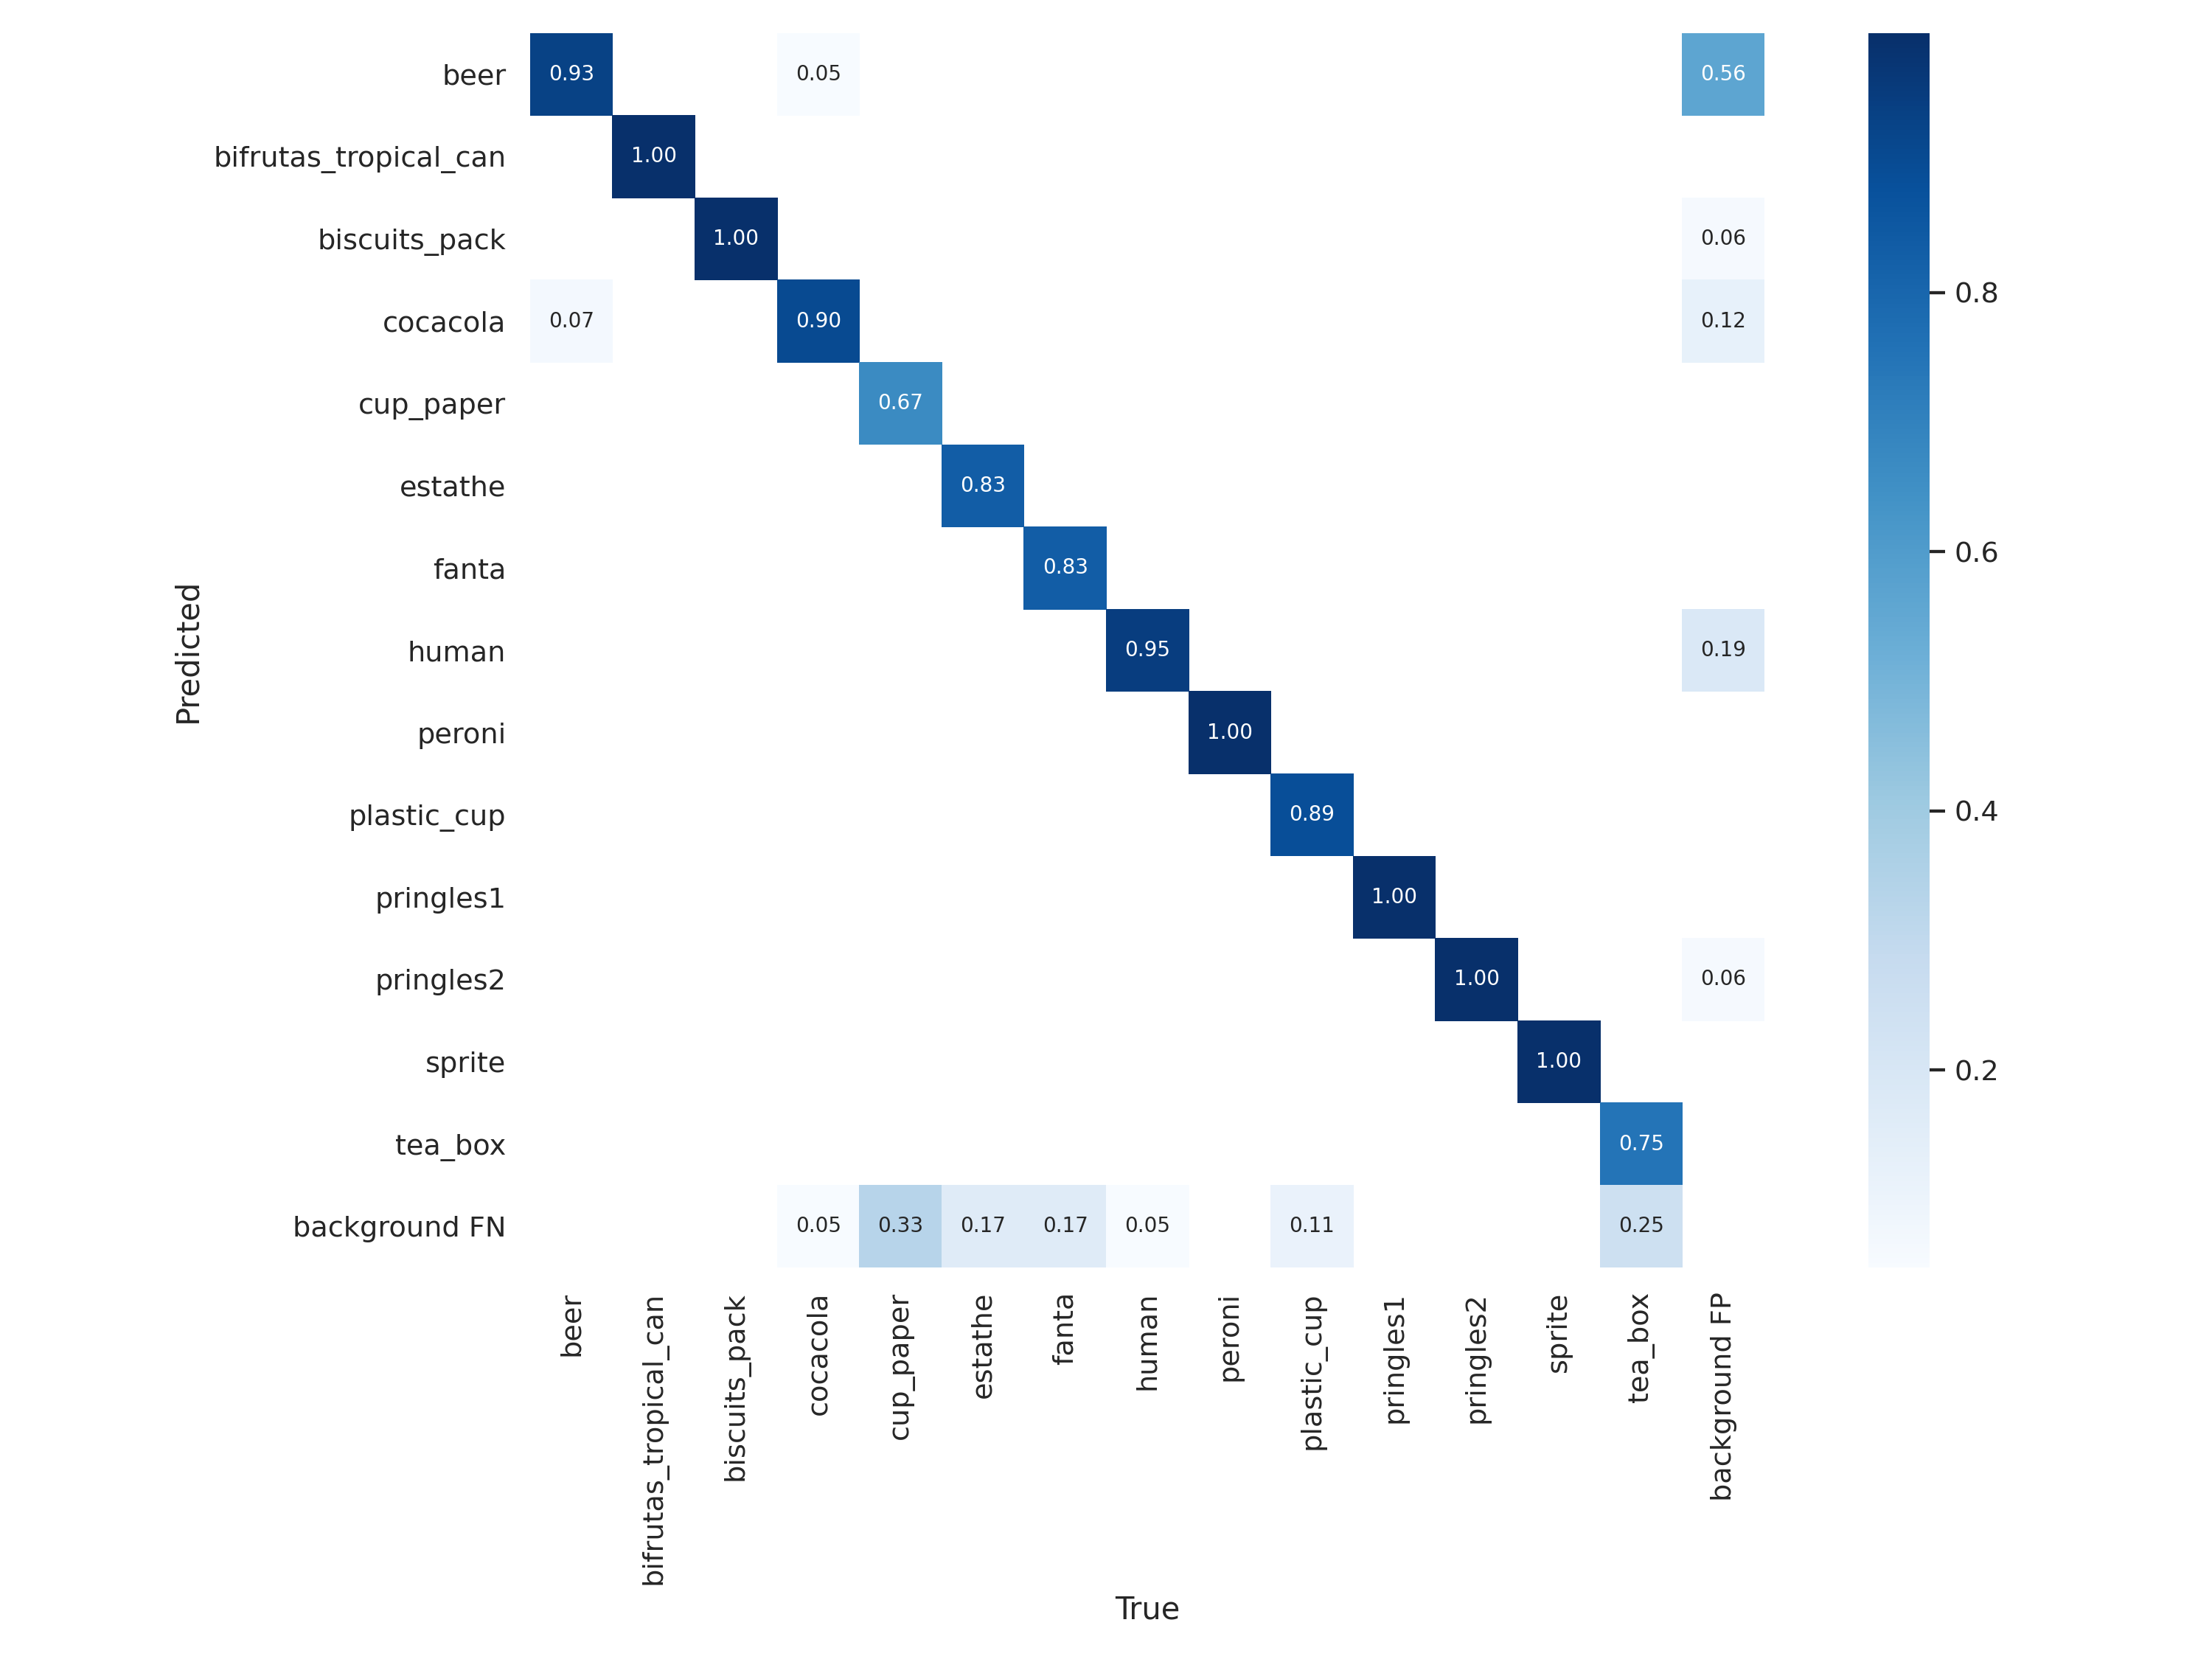 beer 0.93 0.05 0.56
bifrutas_tropical_can 1.00
biscuits_pack 1.00 0.06
cocacola 0.07 0.90 0.12
0.8
cup_paper 0.67
estathe 0.83
0.6
fanta 0.83
Predicted
human 0.95 0.19
peroni 1.00
plastic_cup 0.89
0.4
pringles1 1.00
pringles2 1.00 0.06
sprite 1.00
0.2
tea_box 0.75
background FN 0.05 0.33 0.17 0.17 0.05 0.11 0.25
beer
bifrutas_tropical_can
biscuits_pack
cocacola
cup_paper
estathe
fanta
human
peroni
plastic_cup
pringles1
pringles2
sprite
tea_box
background FP
True